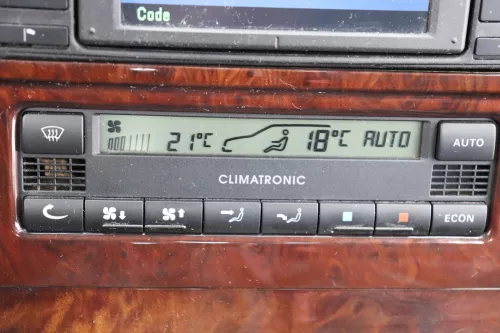 Code
21°C 18°C AUTO
AUTO
CLIMATRONIC
ECON